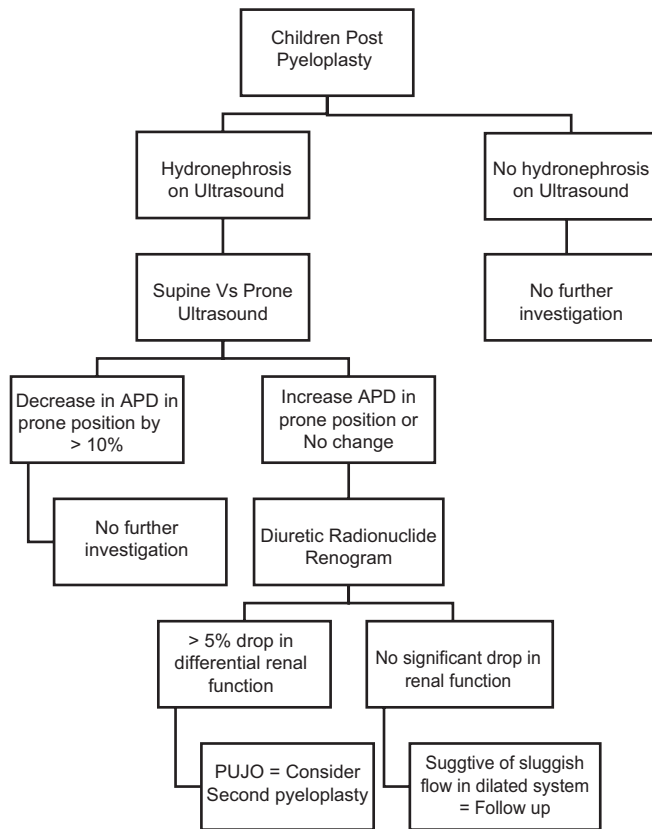 Children Post
Pyeloplasty
Hydronephrosis
on Ultrasound
No hydronephrosis
on Ultrasound
Supine Vs Prone
Ultrasound
No further
investigation
Decrease in APD in
prone position by
> 10%
Increase APD in
prone position or
No change
No further
investigation
Diuretic Radionuclide
Renogram
> 5% drop in
differential renal
function
No significant drop in
renal function
PUJO = Consider
Second pyeloplasty
Suggtive of sluggish
flow in dilated system
= Follow up